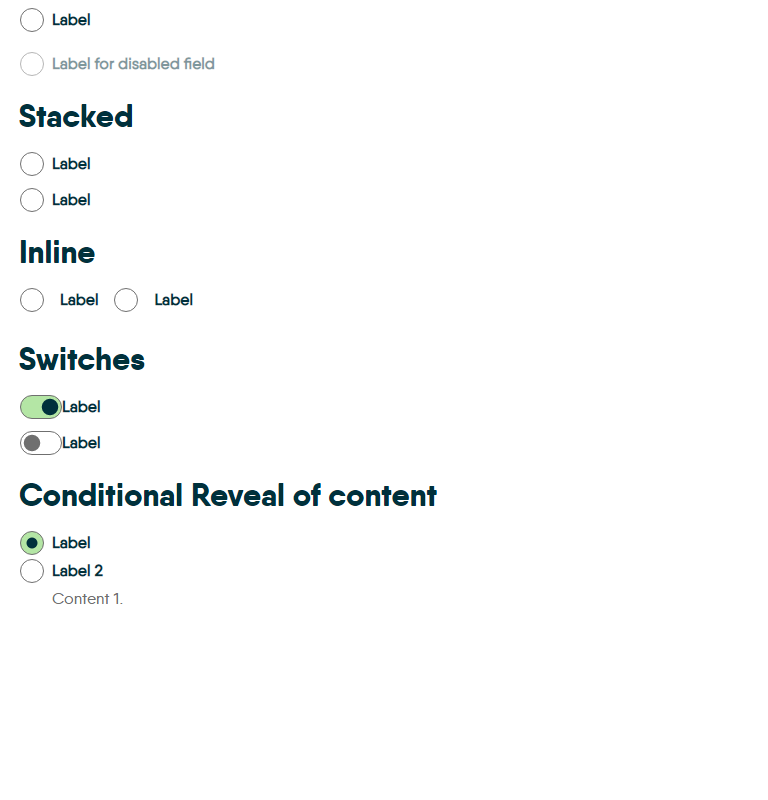 Label
Label for disabled field
Stacked
Label
Label
Inline
Label Label
Switches
Label
Label
Conditional Reveal of content
Label
Label 2
Content 1.